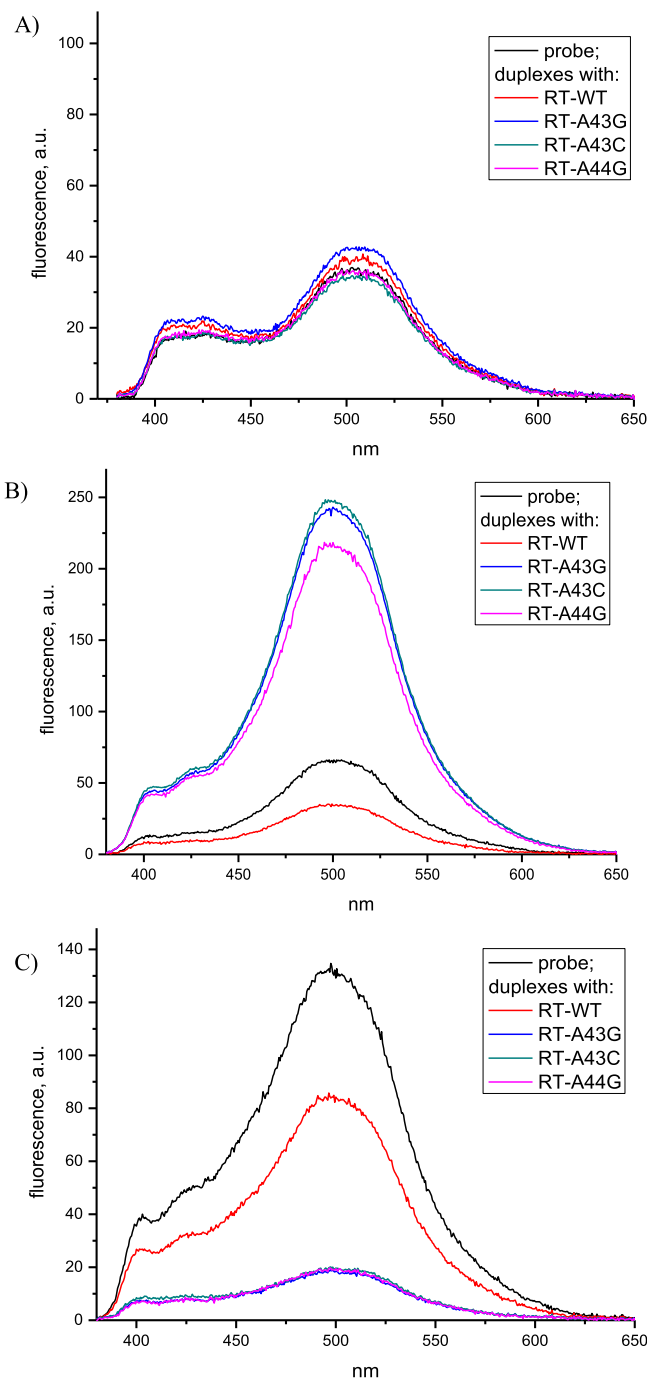 A)
100
80
60
40
20
0
400 450 500 550 600 650
nm
fluorescence, a.u.
probe;
duplexes with:
RT-WT
RT-A43G
RT-A43C
RT-A44G
B)
250
200
150
100
50
0
400 450 500 550 600 650
nm
fluorescence, a.u.
probe;
duplexes with:
RT-WT
RT-A43G
RT-A43C
RT-A44G
C)
140
120
100
80
60
40
20
0
400 450 500 550 600 650
nm
fluorescence, a.u.
probe;
duplexes with:
RT-WT
RT-A43G
RT-A43C
RT-A44G